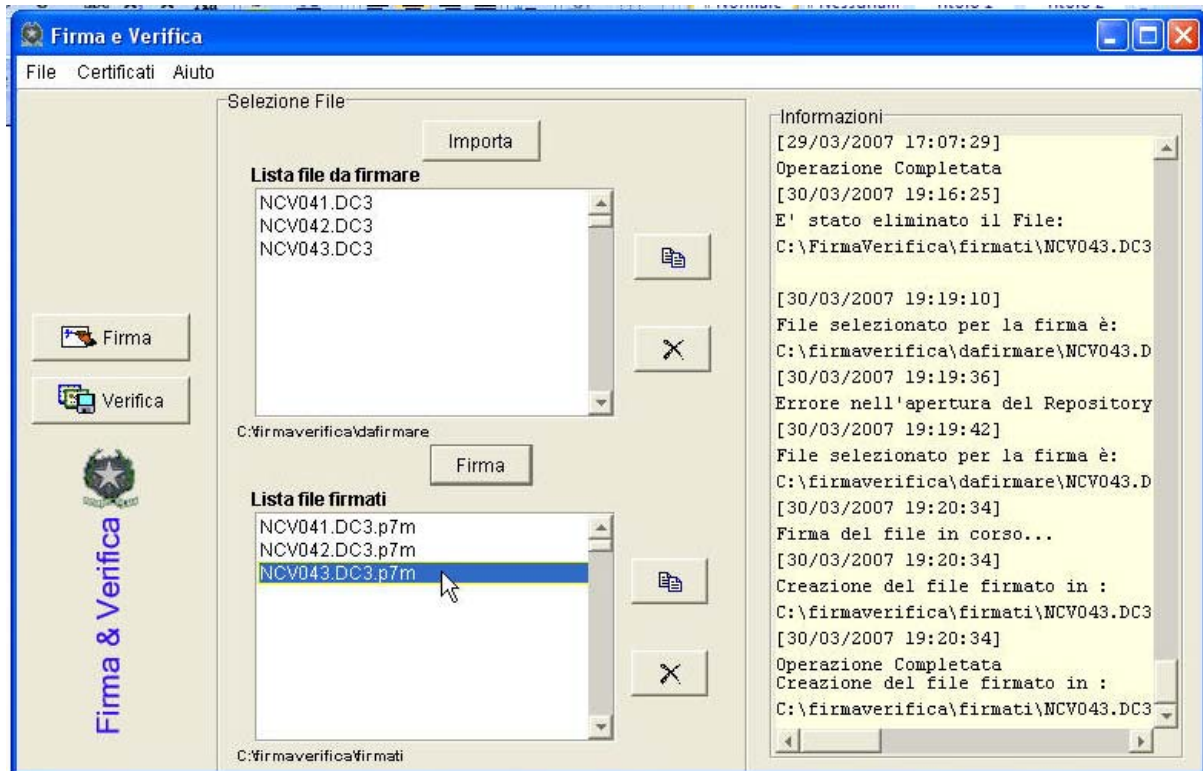 Firma e Verifica
File Certificati Aiuto
Selezione File
Importa
Lista file da firmare
NCV041.DC3
NCV042.DC3
NCV043.DC3
C:\firmaverifica\dafirmare
Firma
Lista file firmati
NCV041.DC3.p7m
NCV042.DC3.p7m
NCV043.DC3.p7m
C:\firmaverifica\firmati
Firma
Verifica
Firma & Verifica
Informazioni
[29/03/2007 17:07:29]
Operazione Completata
[30/03/2007 19:16:25]
E' stato eliminato il File:
C:\FirmaVerifica\firmati\NCV043.DC3
[30/03/2007 19:19:10]
File selezionato per la firma è:
C:\firmaverifica\dafirmare\NCV043.D
[30/03/2007 19:19:36]
Errore nell'apertura del Repository
[30/03/2007 19:19:42]
File selezionato per la firma è:
C:\firmaverifica\dafirmare\NCV043.D
[30/03/2007 19:20:34]
Firma del file in corso...
[30/03/2007 19:20:34]
Creazione del file firmato in :
C:\firmaverifica\firmati\NCV043.DC3
[30/03/2007 19:20:34]
Operazione Completata
Creazione del file firmato in :
C:\firmaverifica\firmati\NCV043.DC3